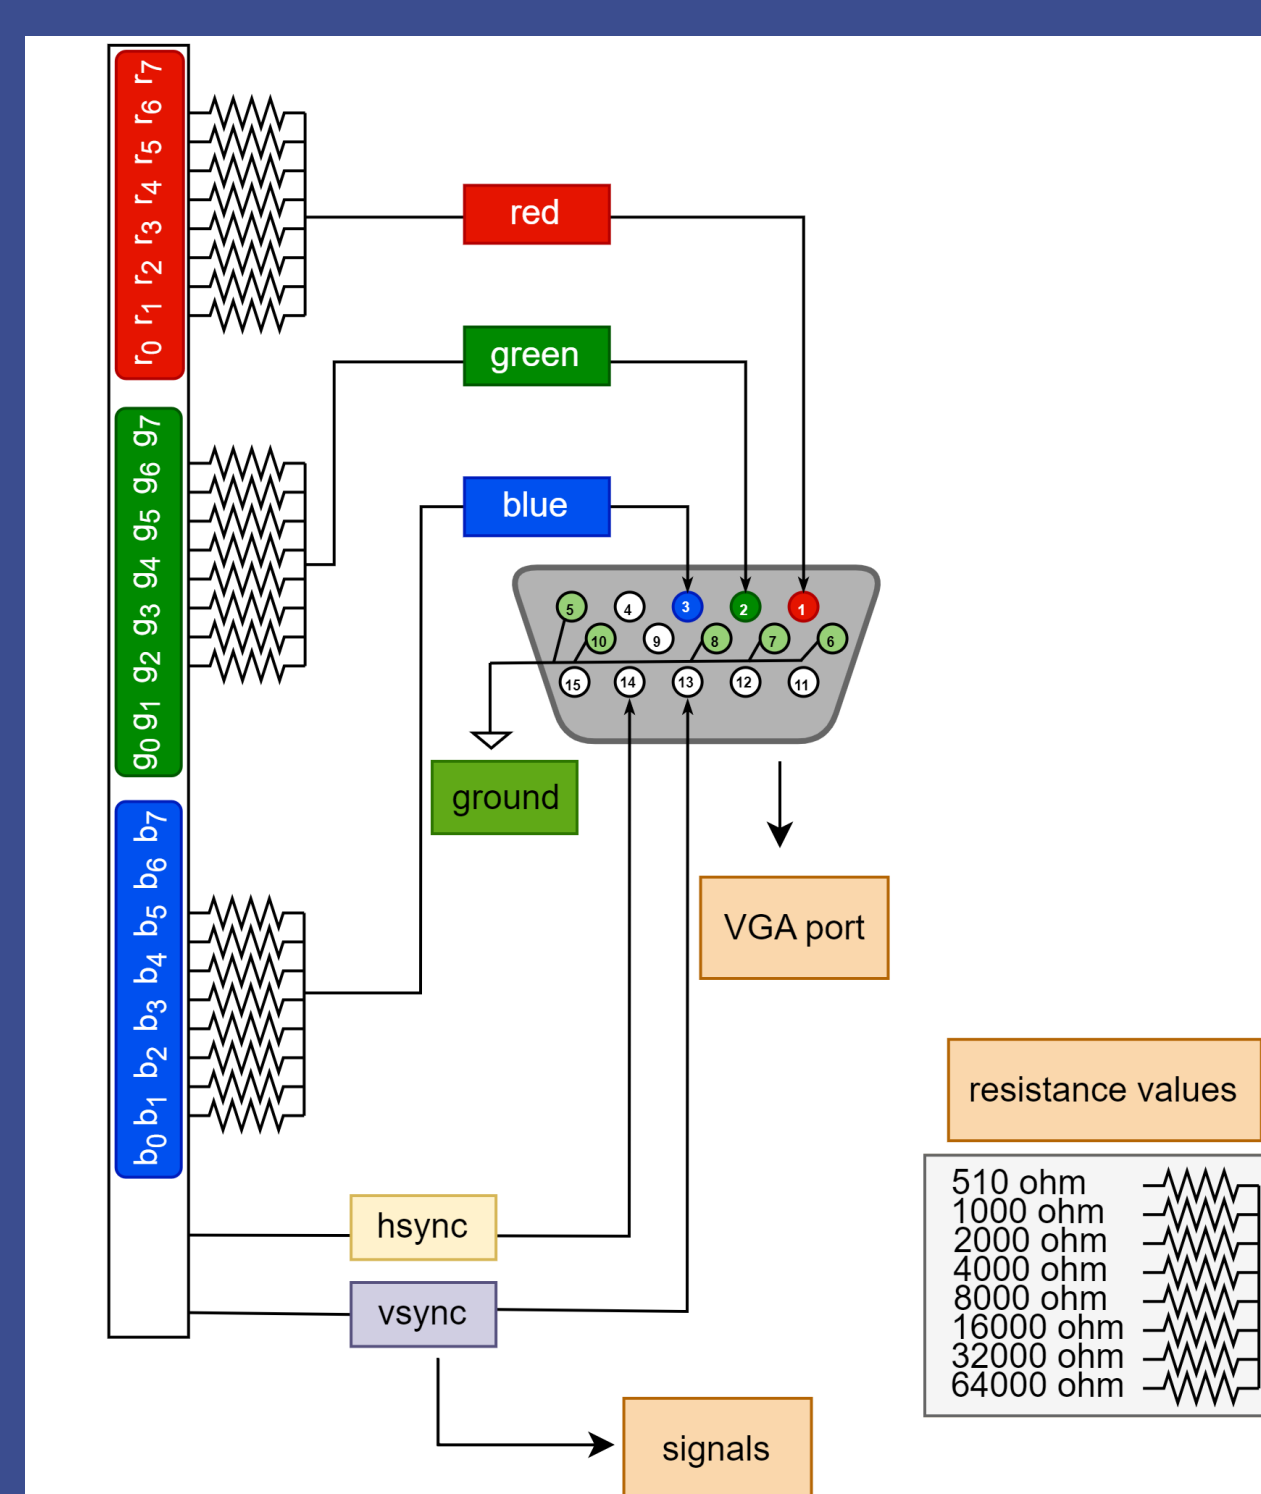 r0 r1 r2 r3 r4 r5 r6 r7
red
green
g0 g1 g2 g3 g4 g5 g6 g7
blue
5 4 3 2 1
10 9 8 7 6
15 14 13 12 11
ground
b0 b1 b2 b3 b4 b5 b6 b7
VGA port
resistance values
510 ohm
1000 ohm
2000 ohm
4000 ohm
8000 ohm
16000 ohm
32000 ohm
64000 ohm
hsync
vsync
signals